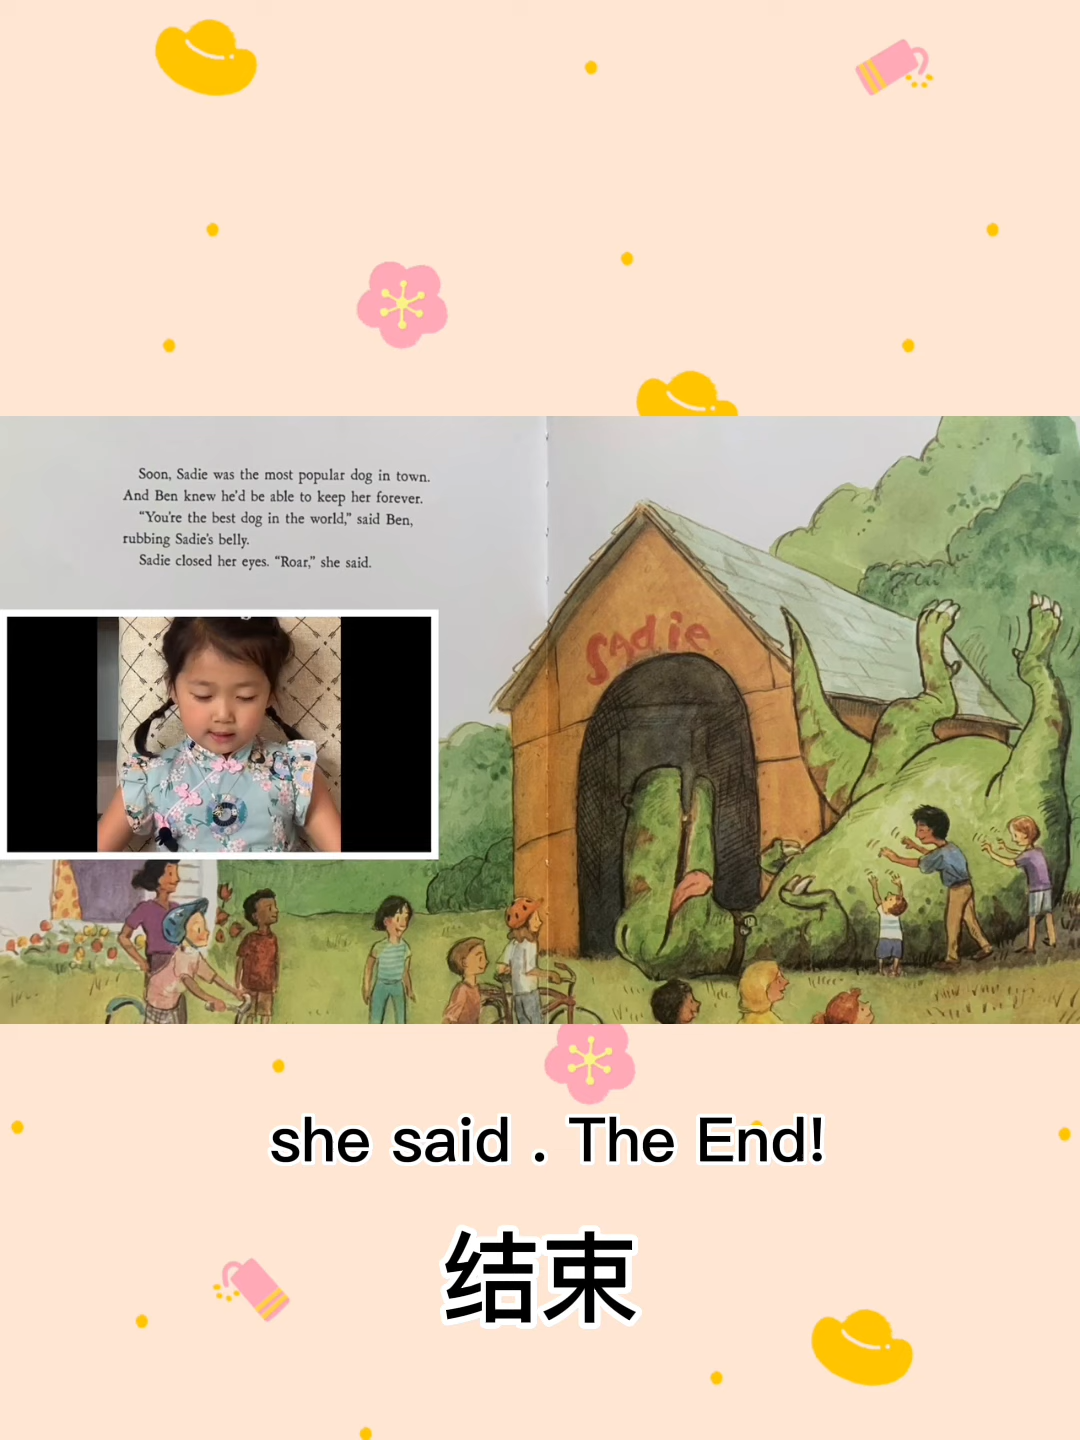 Soon, Sadie was the most popular dog in town.
And Ben knew he'd be able to keep her forever.
“You're the best dog in the world,” said Ben,
rubbing Sadie's belly.
Sadie closed her eyes. “Roar,” she said.
Sadie
she said . The End!
结束